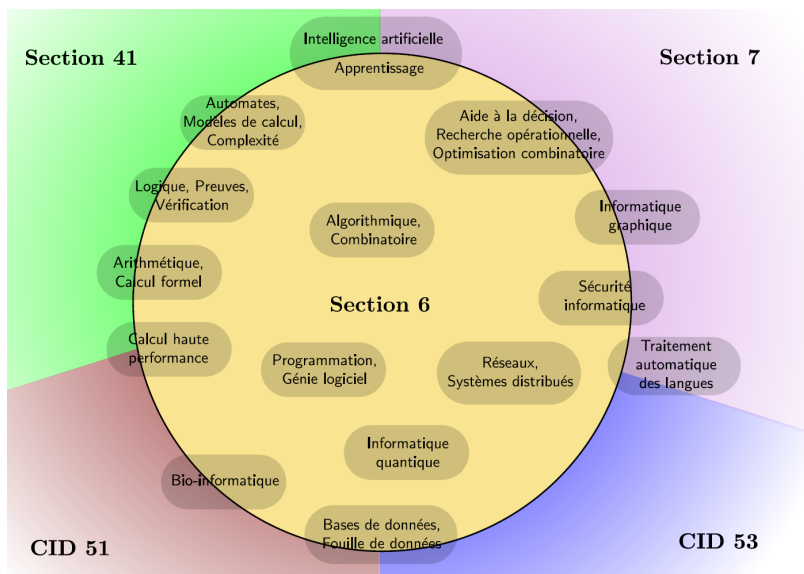 Intelligence artificielle
Apprentissage
Section 41
Section 7
Automates,
Modèles de calcul,
Complexité
Aide à la décision,
Recherche opérationnelle,
Optimisation combinatoire
Logique, Preuves,
Vérification
Algorithmique,
Combinatoire
Informatique
graphique
Arithmétique,
Calcul formel
Section 6
Sécurité
informatique
Calcul haute
performance
Programmation,
Génie logiciel
Réseaux,
Systèmes distribués
Traitement
automatique
des langues
Informatique
quantique
Bio-informatique
Bases de données,
Fouille de données
CID 51
CID 53